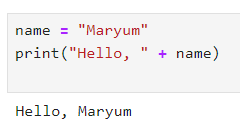 name = "Maryum"
print("Hello, " + name)
Hello, Maryum